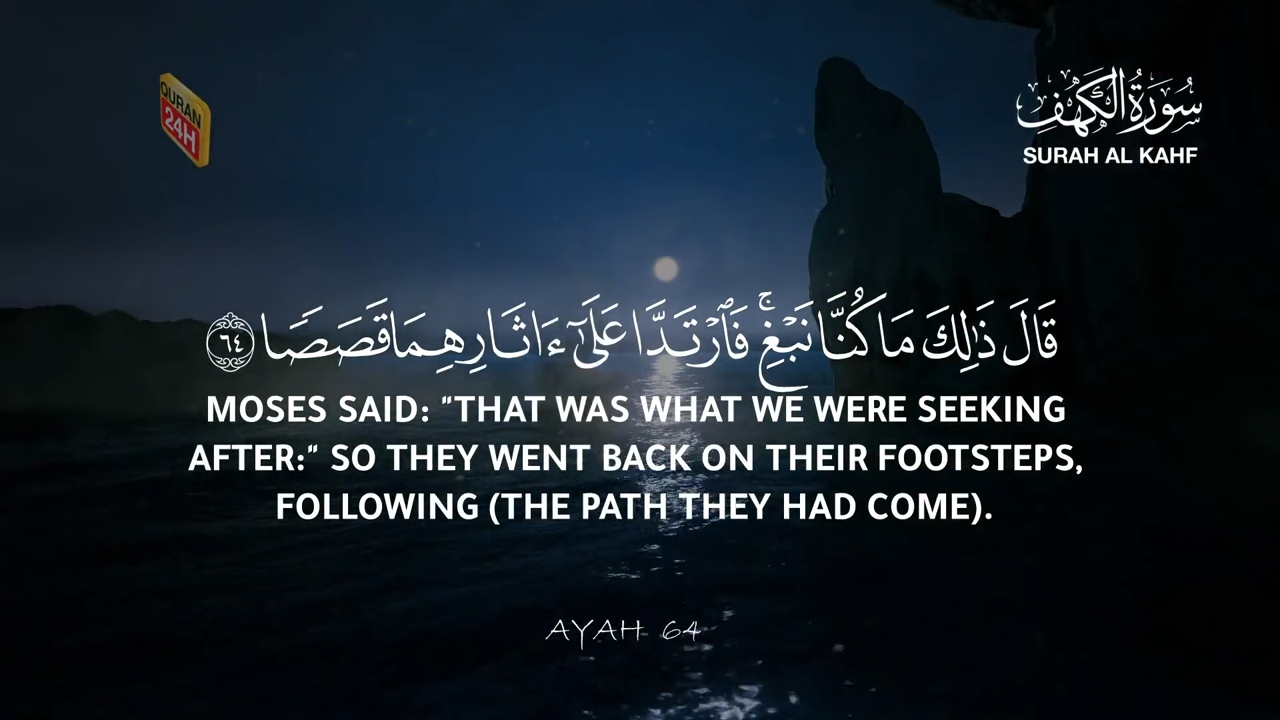 QURAN
24H
سُورَةُ الكَهْفِ
SURAH AL KAHF
قَالَ ذَٰلِكَ مَا كُنَّا نَبْغِ ۚ فَٱرْتَدَّا عَلَىٰٓ ءَاثَارِهِمَا قَصَصًا ٦٤
MOSES SAID: "THAT WAS WHAT WE WERE SEEKING
AFTER:" SO THEY WENT BACK ON THEIR FOOTSTEPS,
FOLLOWING (THE PATH THEY HAD COME).
AYAH 64